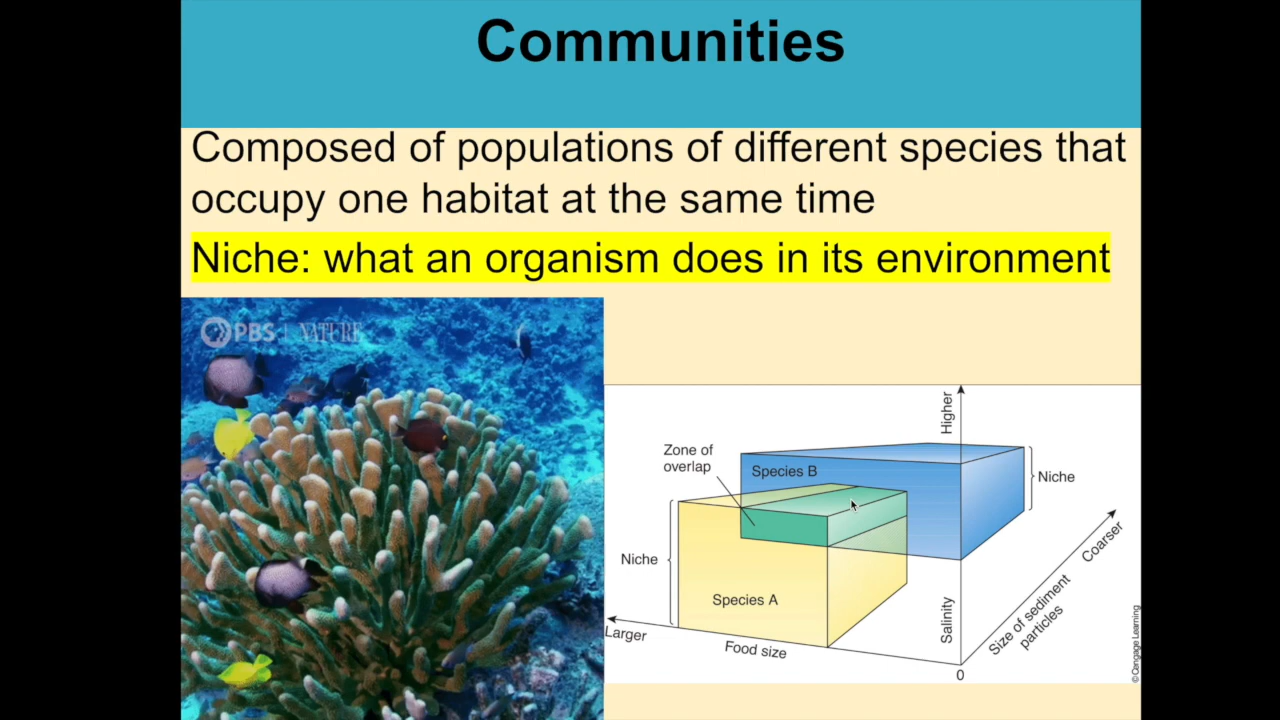 Communities
Composed of populations of different species that
occupy one habitat at the same time
Niche: what an organism does in its environment
PBS | NATURE
Higher
Zone of
overlap
Species B
Niche
Coarser
Niche
Species A
Salinity
Size of sediment
particles
Larger
Food size
0
© Cengage Learning